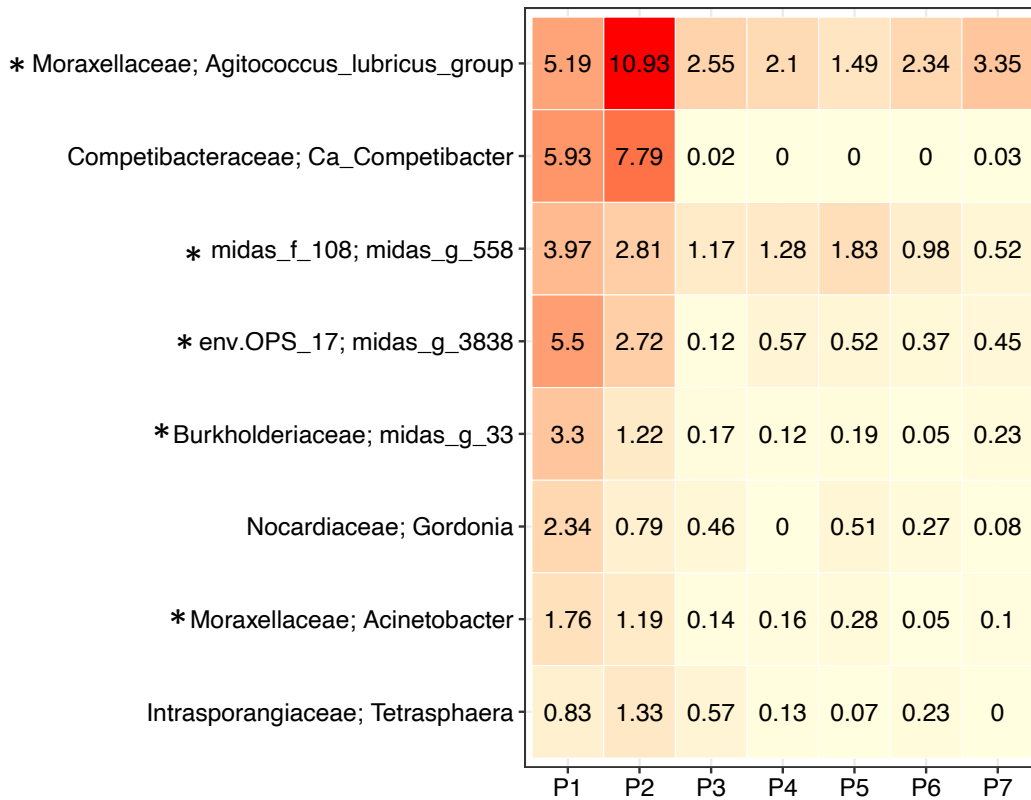 * Moraxellaceae; Agitococcus_lubricus_group 5.19 10.93 2.55 2.1 1.49 2.34 3.35
Competibacteraceae; Ca_Competibacter 5.93 7.79 0.02 0 0 0 0.03
* midas_f_108; midas_g_558 3.97 2.81 1.17 1.28 1.83 0.98 0.52
* env.OPS_17; midas_g_3838 5.5 2.72 0.12 0.57 0.52 0.37 0.45
* Burkholderiaceae; midas_g_33 3.3 1.22 0.17 0.12 0.19 0.05 0.23
Nocardiaceae; Gordonia 2.34 0.79 0.46 0 0.51 0.27 0.08
* Moraxellaceae; Acinetobacter 1.76 1.19 0.14 0.16 0.28 0.05 0.1
Intrasporangiaceae; Tetrasphaera 0.83 1.33 0.57 0.13 0.07 0.23 0
P1 P2 P3 P4 P5 P6 P7